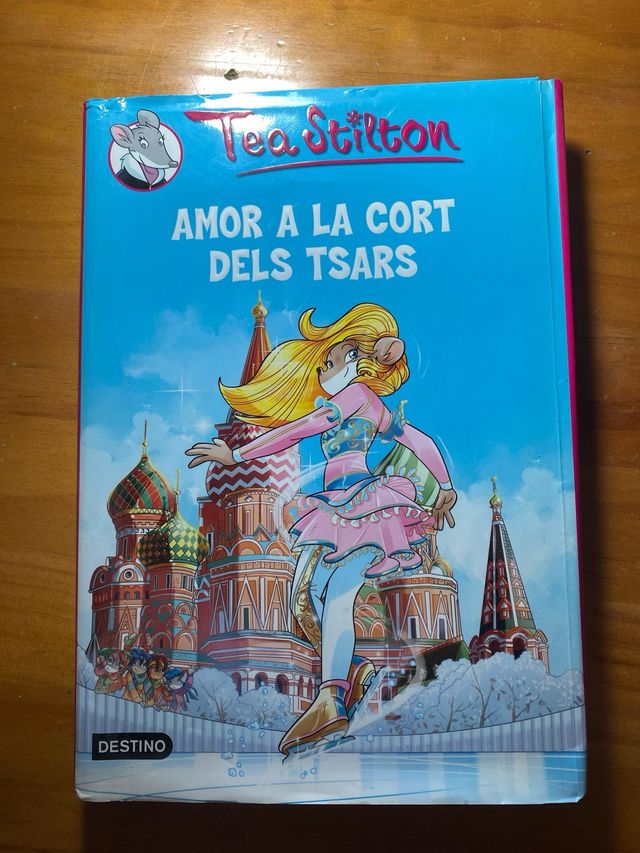 Tea Stilton
AMOR A LA CORT
DELS TSARS
DESTINO